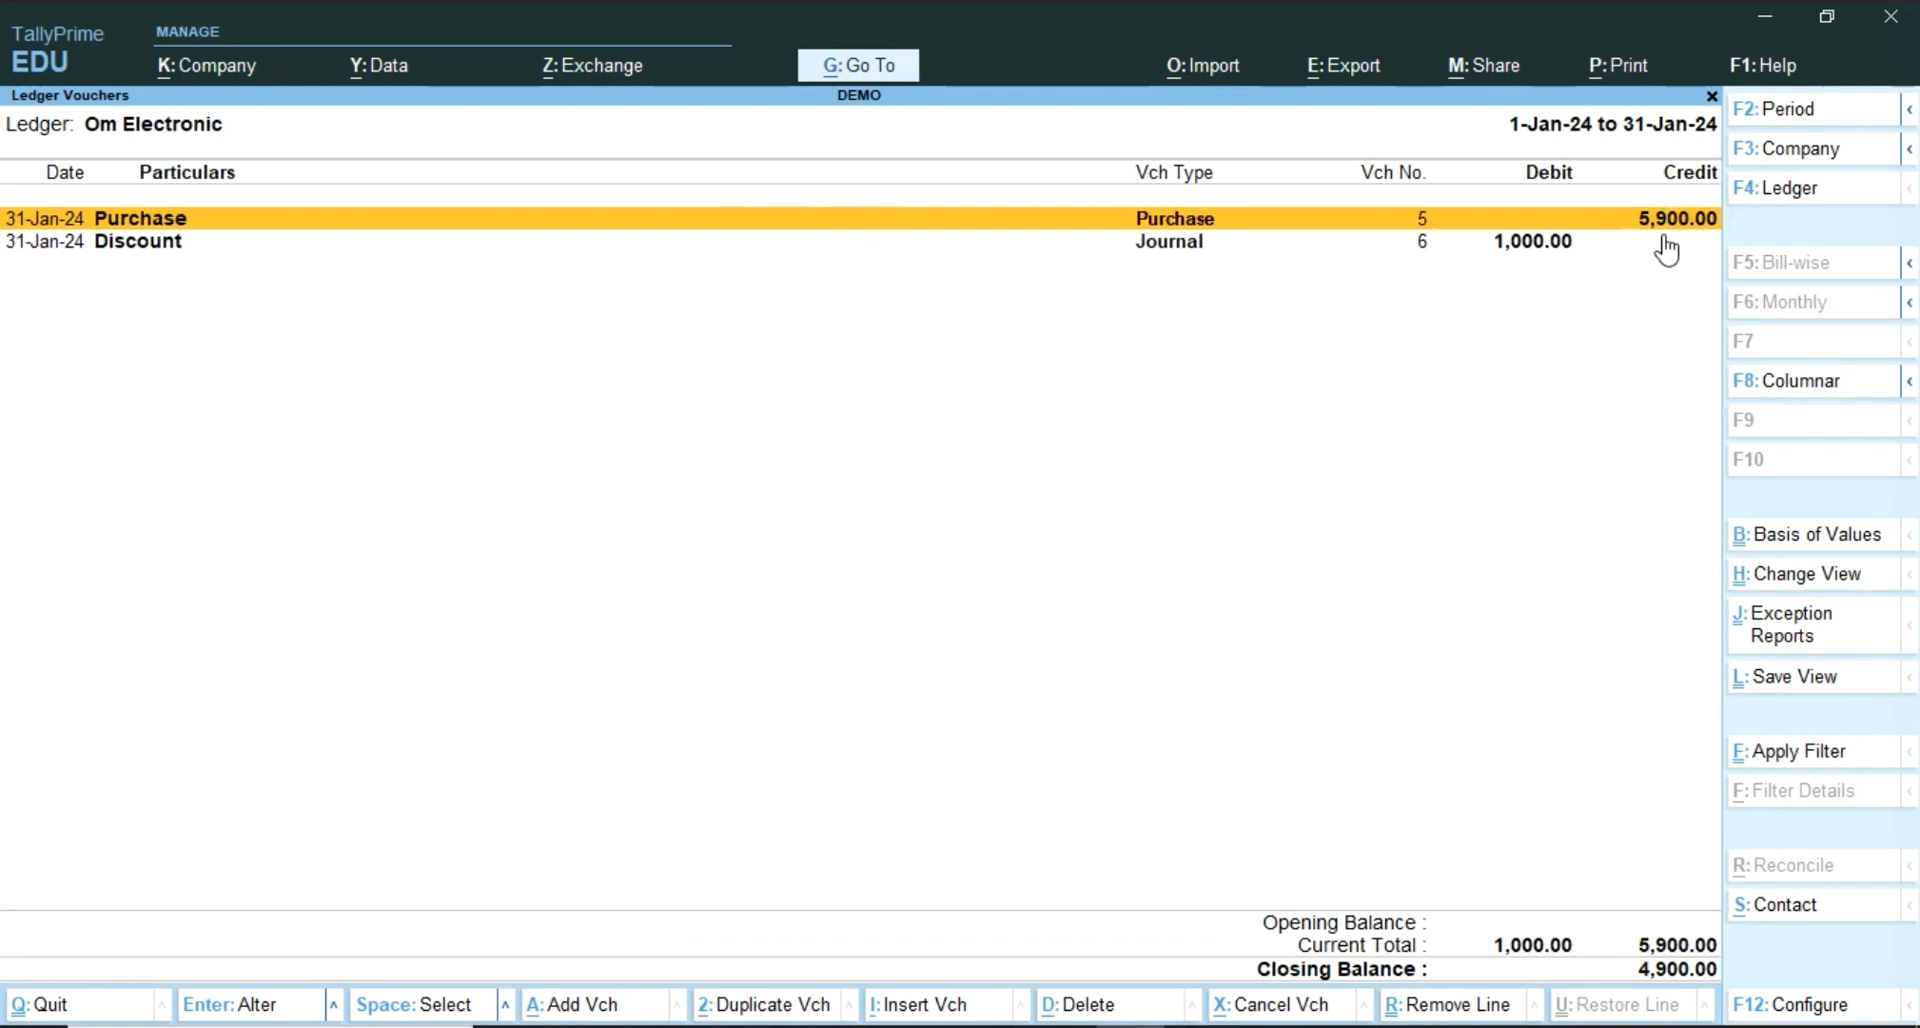 TallyPrime
EDU
MANAGE
K: Company Y: Data Z: Exchange G: Go To O: Import E: Export M: Share P: Print F1: Help
Ledger Vouchers DEMO
Ledger: Om Electronic 1-Jan-24 to 31-Jan-24
Date Particulars Vch Type Vch No. Debit Credit
31-Jan-24 Purchase Purchase 5 5,900.00
31-Jan-24 Discount Journal 6 1,000.00
Opening Balance :
Current Total : 1,000.00 5,900.00
Closing Balance : 4,900.00
F2: Period
F3: Company
F4: Ledger
F5: Bill-wise
F6: Monthly
F7
F8: Columnar
F9
F10
B: Basis of Values
H: Change View
J: Exception
Reports
L: Save View
F: Apply Filter
F: Filter Details
R: Reconcile
S: Contact
Q: Quit Enter: Alter Space: Select A: Add Vch 2: Duplicate Vch I: Insert Vch D: Delete X: Cancel Vch R: Remove Line U: Restore Line F12: Configure